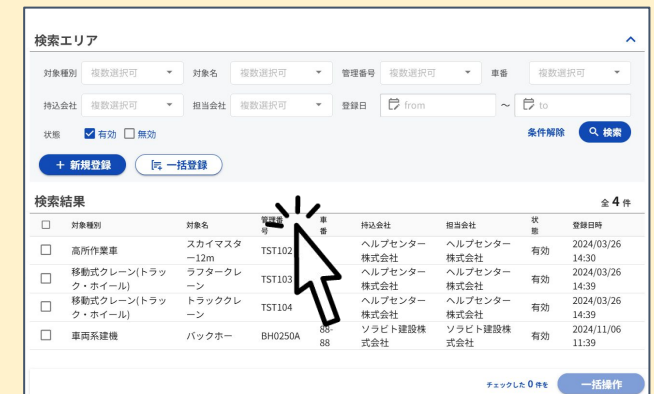 検索エリア
対象種別 複数選択可 対象名 複数選択可 管理番号 複数選択可 車番 複数選択可
持込会社 複数選択可 担当会社 複数選択可 登録日 from ～ to
状態 有効 無効 条件解除 検索
+ 新規登録 一括登録
検索結果 全 4 件
対象種別 対象名 管理番号 車番 持込会社 担当会社 状態 登録日時
高所作業車 スカイマスター12m TST102 ヘルプセンター株式会社 ヘルプセンター株式会社 有効 2024/03/26 14:30
移動式クレーン(トラック・ホイール) ラフタークレーン TST103 ヘルプセンター株式会社 ヘルプセンター株式会社 有効 2024/03/26 14:39
移動式クレーン(トラック・ホイール) トラッククレーン TST104 ヘルプセンター株式会社 ヘルプセンター株式会社 有効 2024/03/26 14:39
車両系建機 バックホー BH0250A 88-88 ソラビト建設株式会社 ソラビト建設株式会社 有効 2024/11/06 11:39
チェックした 0 件を 一括操作